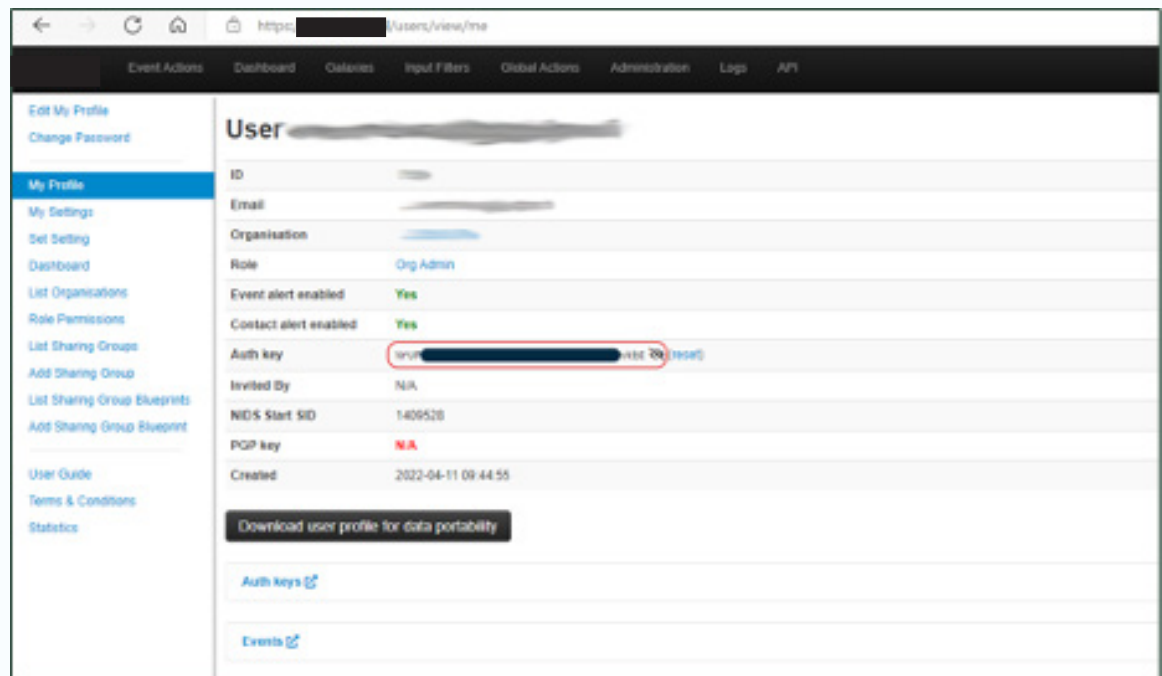 https: /users/view/me
Event Actions Dashboard Galaxies Input Filters Global Actions Administration Logs API
Edit My Profile
Change Password
My Profile
My Settings
Set Setting
Dashboard
List Organisations
Role Permissions
List Sharing Groups
Add Sharing Group
List Sharing Group Blueprints
Add Sharing Group Blueprint
User Guide
Terms & Conditions
Statistics
User
ID
Email
Organisation
Role Org Admin
Event alert enabled Yes
Contact alert enabled Yes
Auth key (reset)
Invited By N/A
NIDS Start SID 1409528
PGP key N/A
Created 2022-04-11 09:44:55
Download user profile for data portability
Auth keys
Events